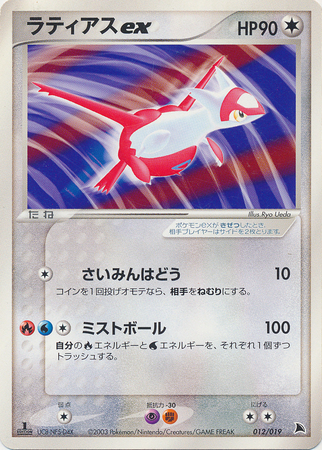 ラティアスex HP90
たね
Illus.Ryo Ueda
ポケモンexがきぜつしたとき、
相手プレイヤーはサイドを2枚とります。
さいみんはどう 10
コインを1回投げオモテなら、相手をねむりにする。
ミストボール 100
自分の エネルギーと エネルギーを、それぞれ1個ずつ
トラッシュする。
弱点 抵抗力 -30 にげる
©2003 Pokémon/Nintendo/Creatures/GAME FREAK 012/019